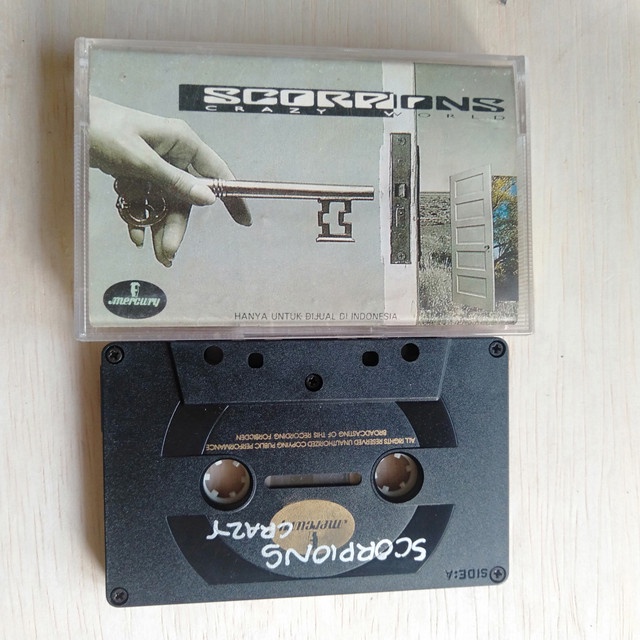 SCORPIONS
CRAZY WORLD
mercury
HANYA UNTUK DIJUAL DI INDONESIA
ALL RIGHTS RESERVED UNAUTHORIZED COPYING PUBLIC PERFORMANCE
BROADCASTING OF THIS RECORDING FORBIDDEN
mercury
SCORPIONS
CRAZY
SIDE:A